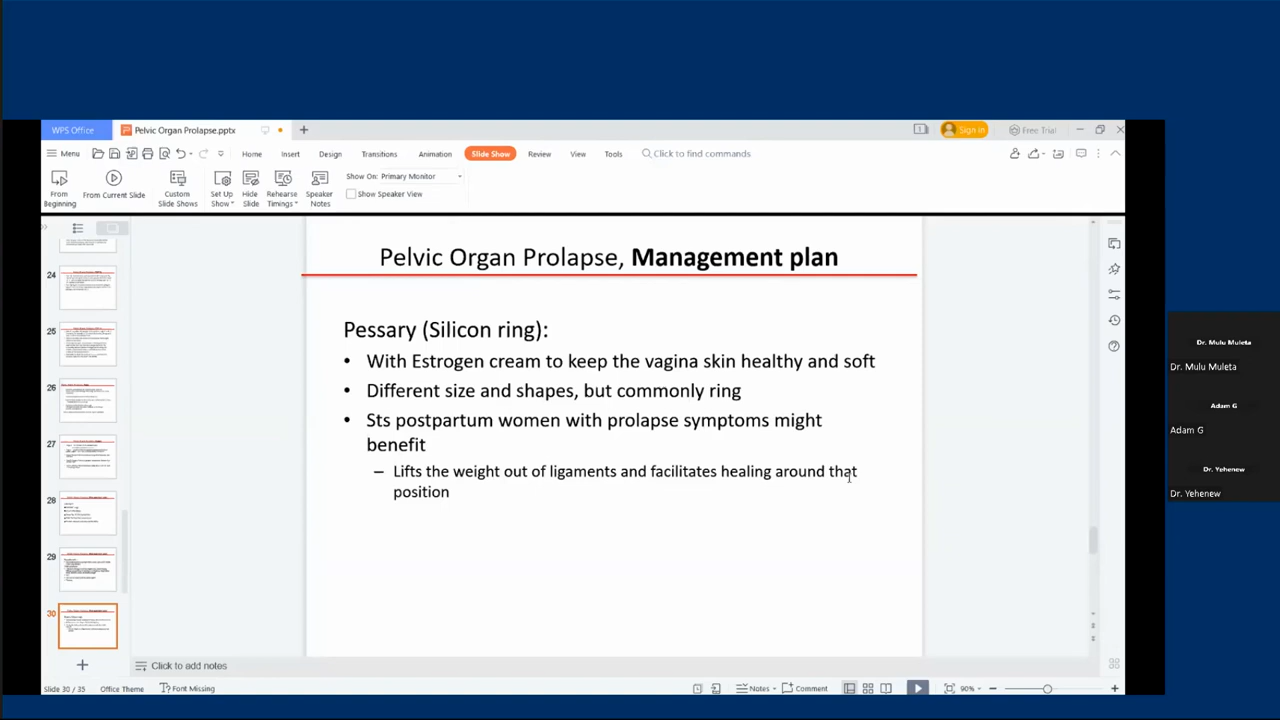 WPS Office
Pelvic Organ Prolapse.pptx
Sign in
Free Trial
Menu
Home
Insert
Design
Transitions
Animation
Slide Show
Review
View
Tools
Click to find commands
From Beginning
From Current Slide
Custom Slide Shows
Set Up Show
Hide Slide
Rehearse Timings
Speaker Notes
Show On: Primary Monitor
Show Speaker View
24
25
26
27
28
29
30
Pelvic Organ Prolapse, Management plan
Pessary (Silicon ring):
• With Estrogen cream to keep the vagina skin healthy and soft
• Different size and shapes, but commonly ring
• Sts postpartum women with prolapse symptoms might
benefit
– Lifts the weight out of ligaments and facilitates healing around that
position
Dr. Mulu Muleta
Dr. Mulu Muleta
Adam G
Adam G
Dr. Yehenew
Dr. Yehenew
Click to add notes
Slide 30 / 35
Office Theme
Font Missing
Notes
Comment
90%